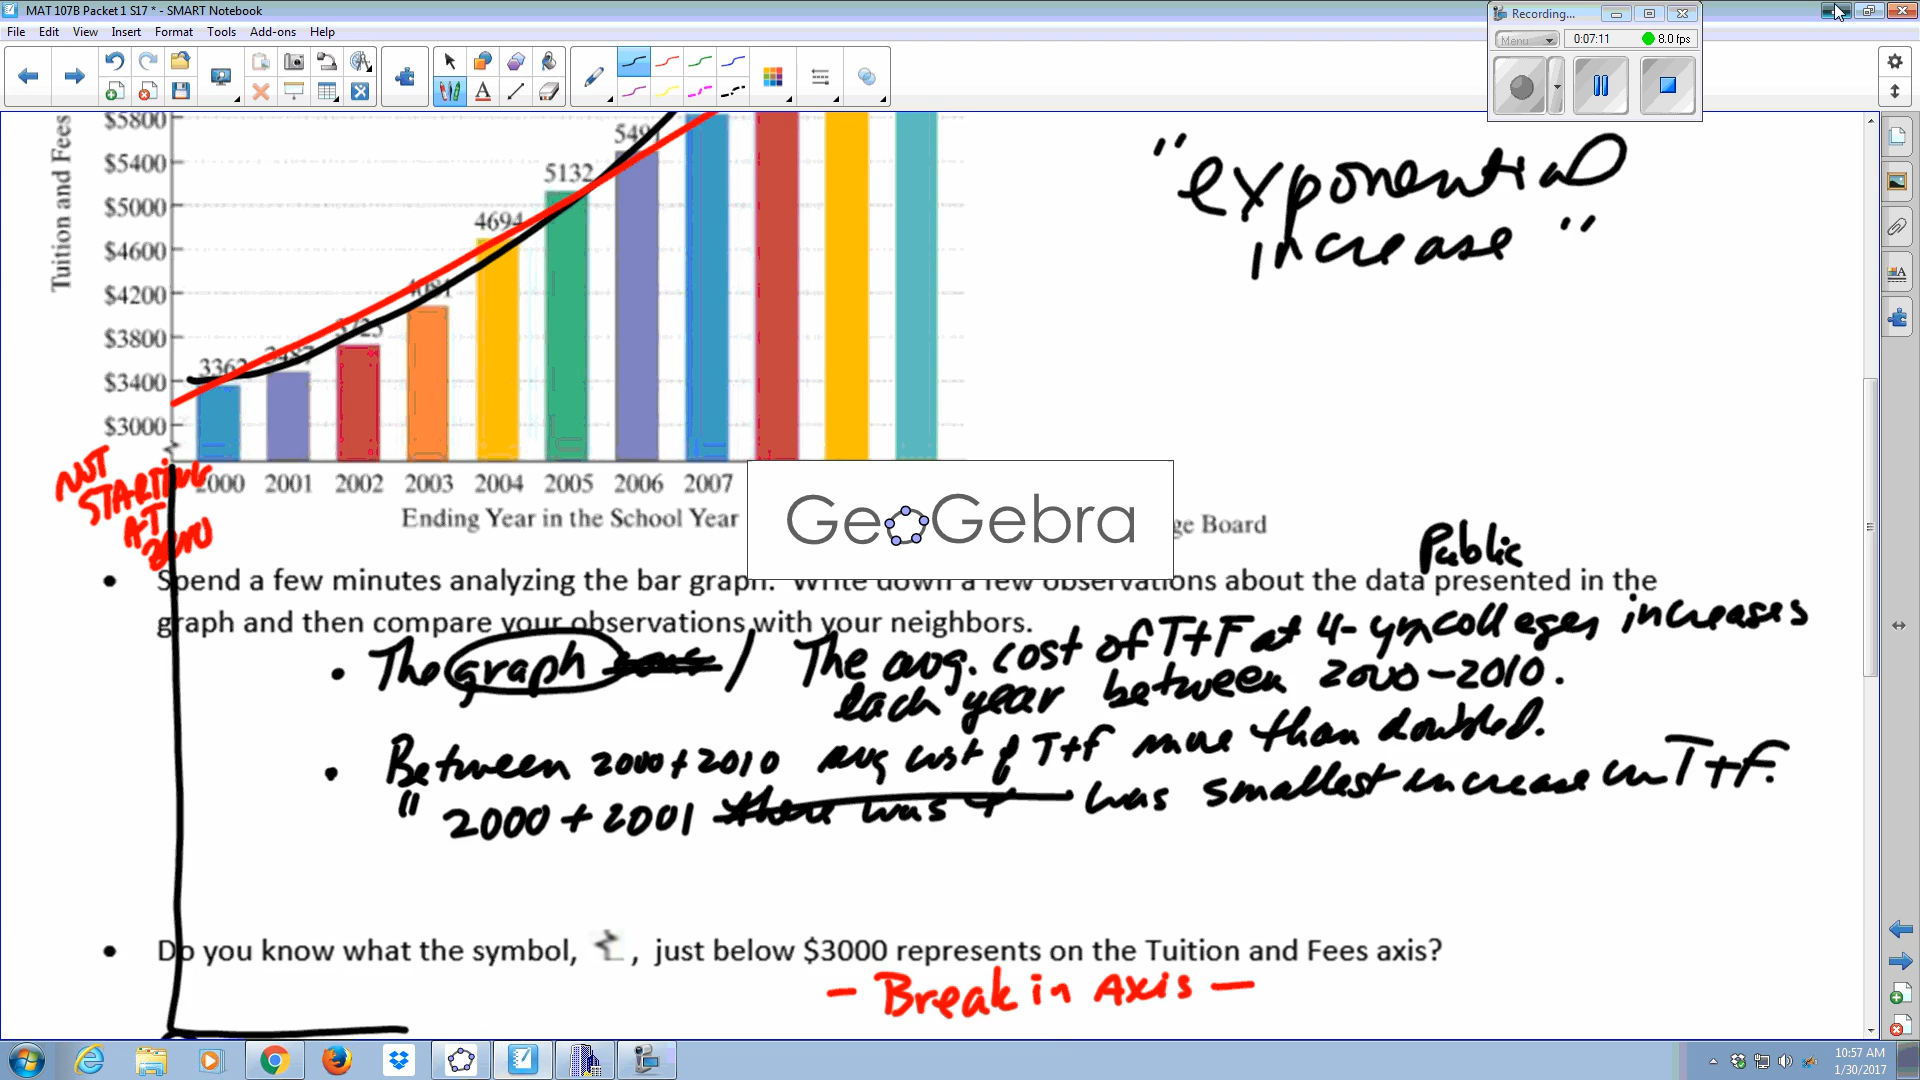 MAT 107B Packet 1 S17 * - SMART Notebook
Recording...
File Edit View Insert Format Tools Add-ons Help
Menu
0:07:11
8.0 fps
Tuition and Fees
$5800
$5400
$5000
$4600
$4200
$3800
$3400
$3000
3362
3487
3725
4081
4694
5132
5491
"exponential
increase"
NOT
STARTING
AT
ZERO
2000 2001 2002 2003 2004 2005 2006 2007
Ending Year in the School Year
GeoGebra
ge Board
Public
• Spend a few minutes analyzing the bar graph. Write down a few observations about the data presented in the
graph and then compare your observations with your neighbors.
• The graph / The avg. cost of T+F at 4-yr colleges increases
each year between 2000-2010.
• Between 2000+2010 avg cost of T+F more than doubled.
" 2000+2001 there was was smallest increase in T+F.
• Do you know what the symbol, , just below $3000 represents on the Tuition and Fees axis?
- Break in Axis -
10:57 AM
1/30/2017